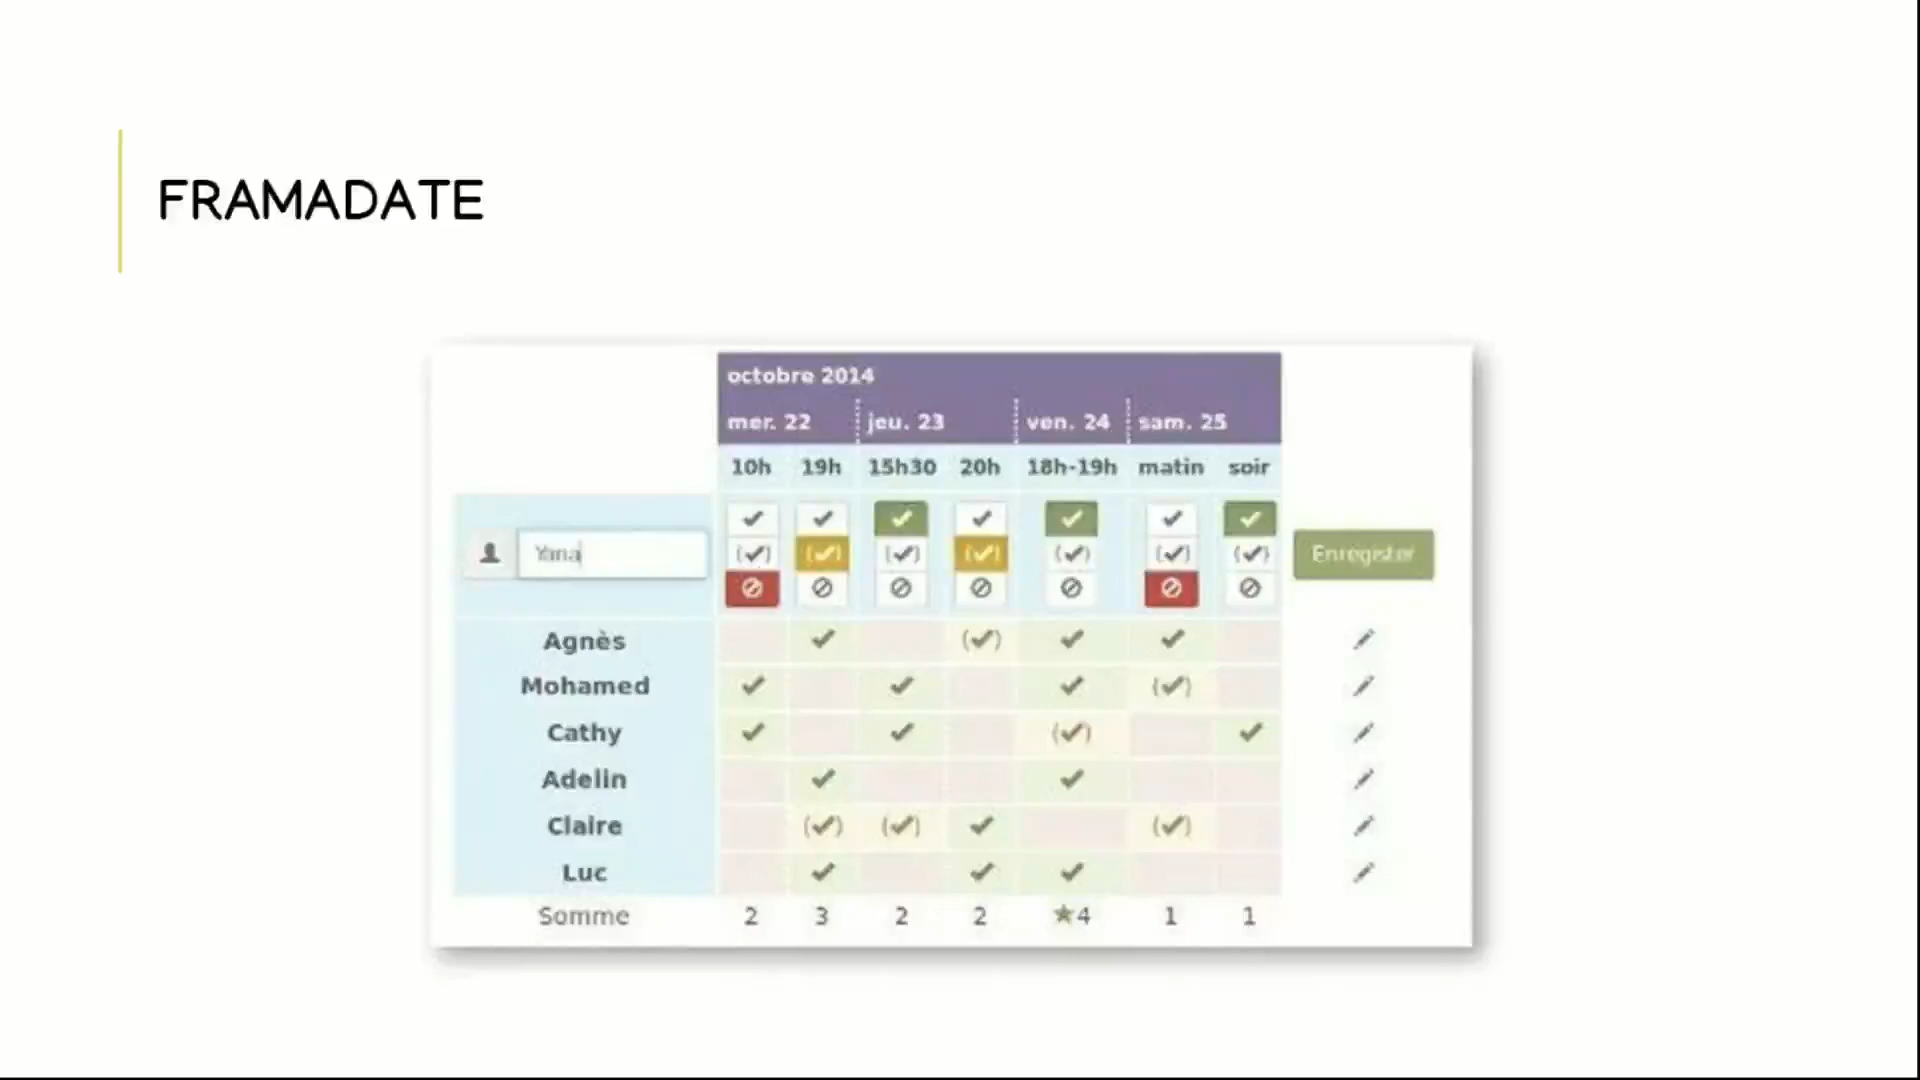 FRAMADATE
octobre 2014
mer. 22 jeu. 23 ven. 24 sam. 25
10h 19h 15h30 20h 18h-19h matin soir
Yana Enregister
Agnès
Mohamed
Cathy
Adelin
Claire
Luc
Somme 2 3 2 2 ★4 1 1